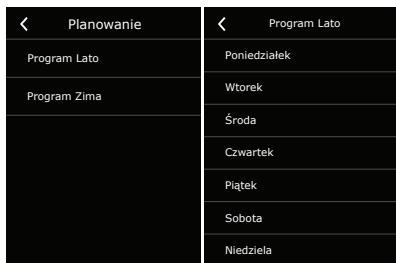 Planowanie
Program Lato
Program Zima
Program Lato
Poniedziałek
Wtorek
Środa
Czwartek
Piątek
Sobota
Niedziela